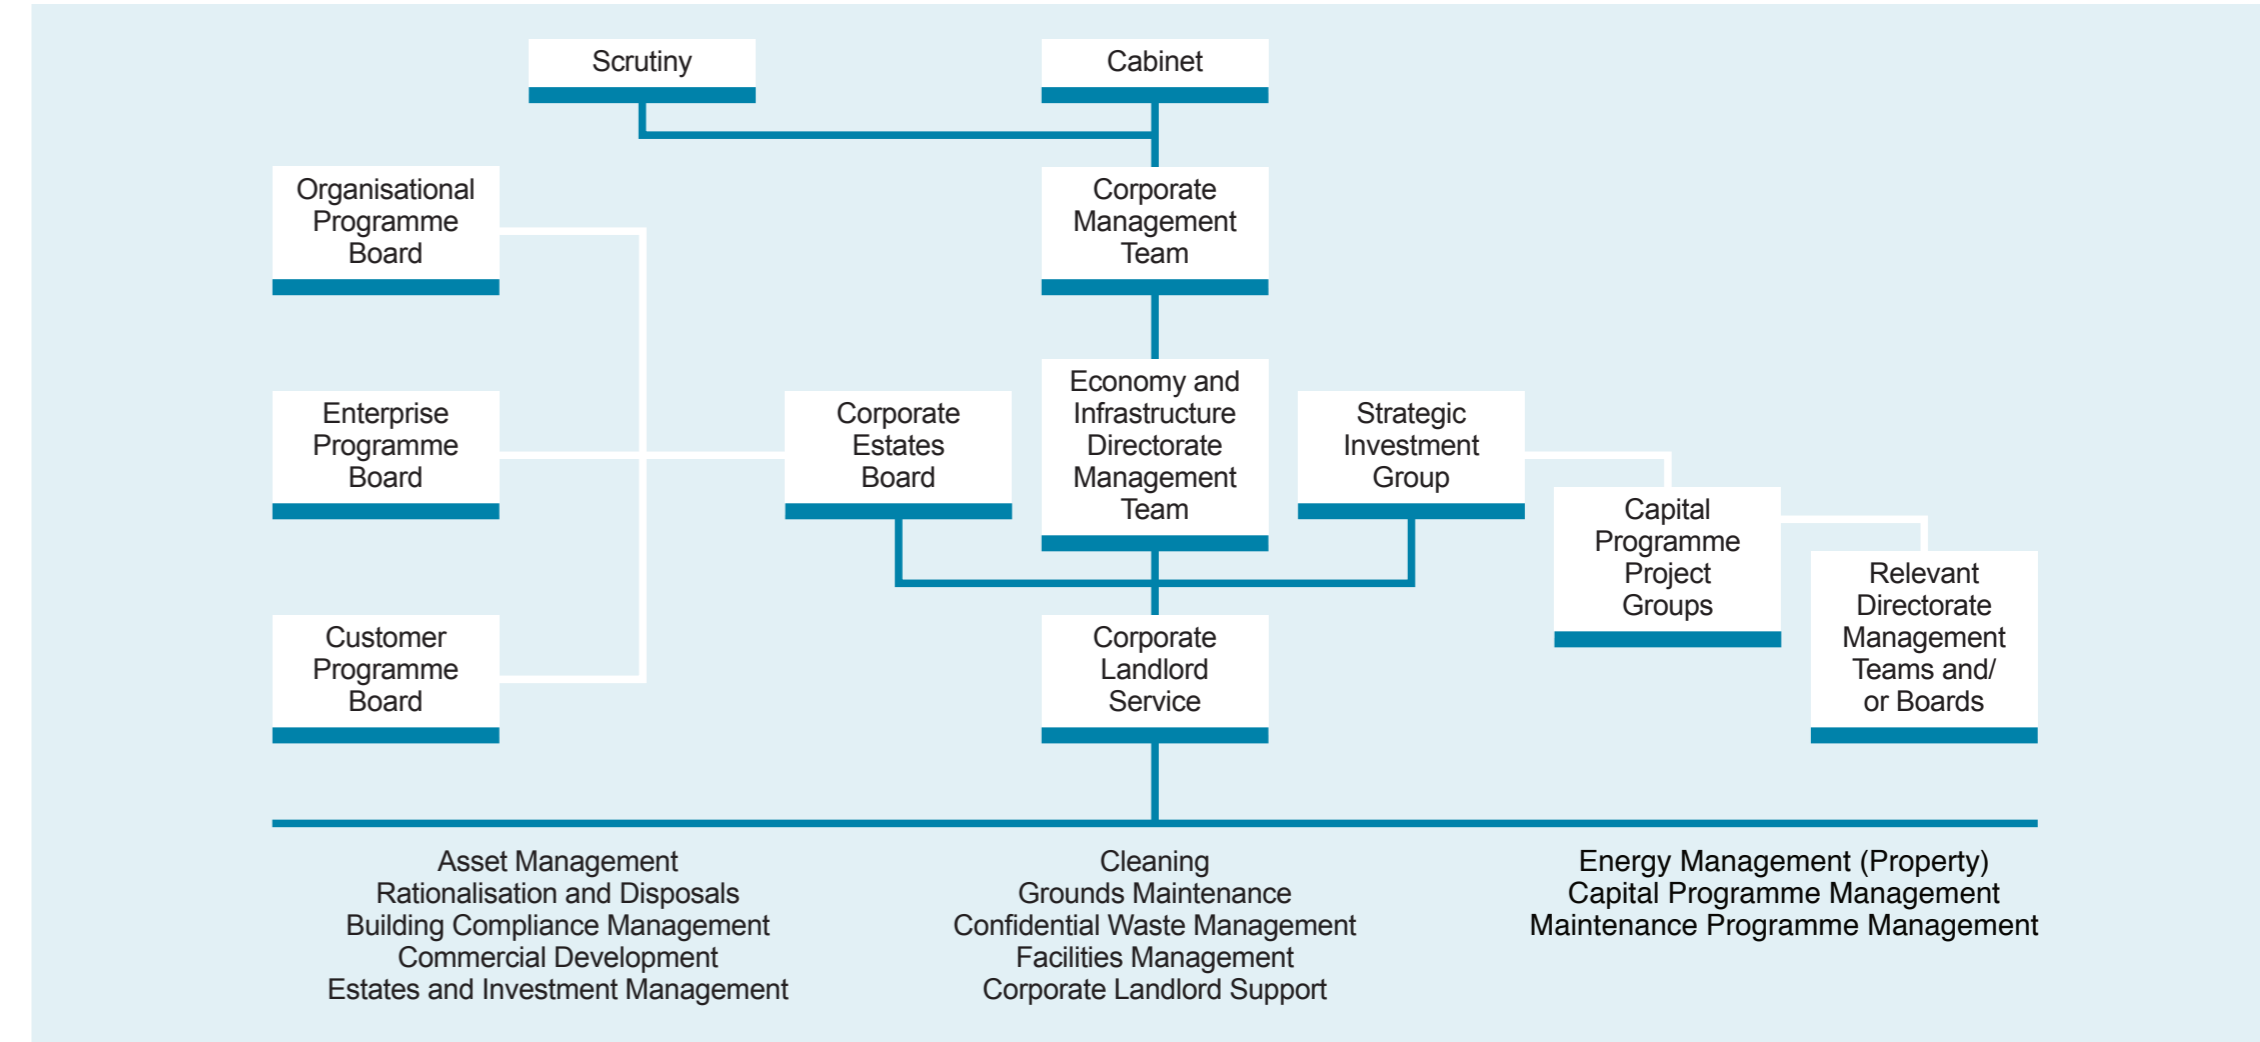 Scrutiny
Cabinet
Organisational
Programme
Board
Corporate
Management
Team
Enterprise
Programme
Board
Corporate
Estates
Board
Economy and
Infrastructure
Directorate
Management
Team
Strategic
Investment
Group
Capital
Programme
Project
Groups
Relevant
Directorate
Management
Teams and/
or Boards
Customer
Programme
Board
Corporate
Landlord
Service
Asset Management
Rationalisation and Disposals
Building Compliance Management
Commercial Development
Estates and Investment Management
Cleaning
Grounds Maintenance
Confidential Waste Management
Facilities Management
Corporate Landlord Support
Energy Management (Property)
Capital Programme Management
Maintenance Programme Management